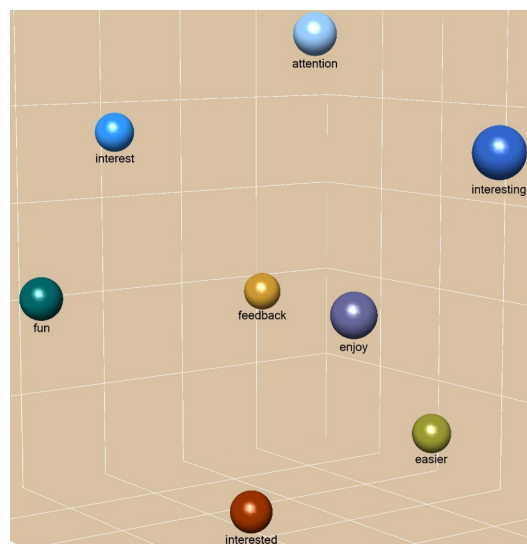 attention
interest
interesting
feedback
fun
enjoy
easier
interested